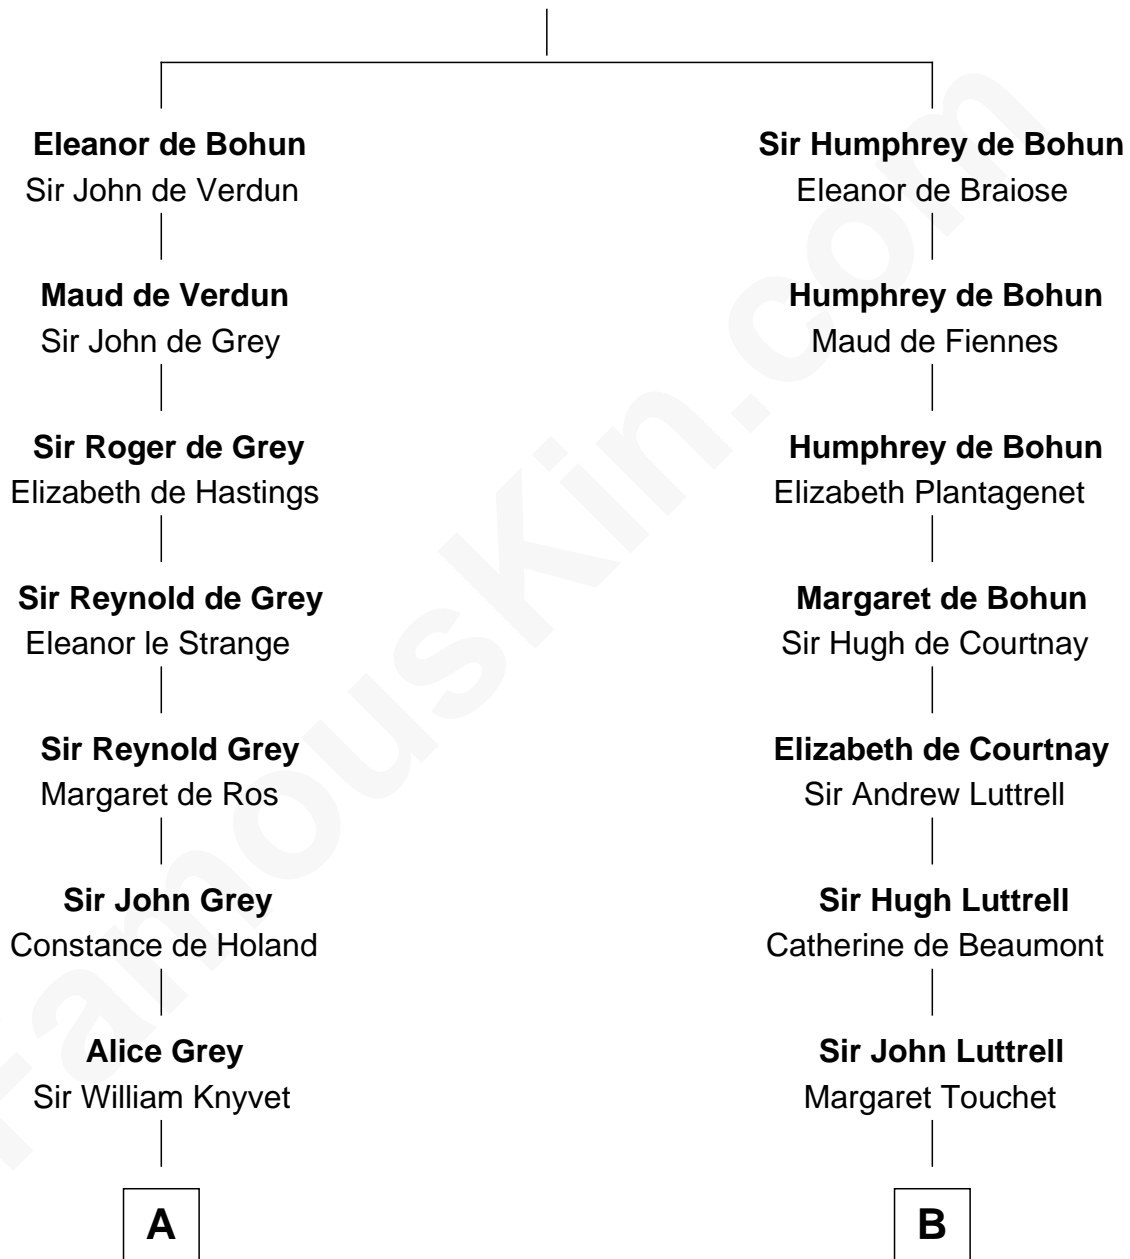 Eleanor de Bohun
Sir John de Verdun
Maud de Verdun
Sir John de Grey
Sir Roger de Grey
Elizabeth de Hastings
Sir Reynold de Grey
Eleanor le Strange
Sir Reynold Grey
Margaret de Ros
Sir John Grey
Constance de Holand
Alice Grey
Sir William Knyvet
A
Sir Humphrey de Bohun
Eleanor de Braiose
Humphrey de Bohun
Maud de Fiennes
Humphrey de Bohun
Elizabeth Plantagenet
Margaret de Bohun
Sir Hugh de Courtnay
Elizabeth de Courtnay
Sir Andrew Luttrell
Sir Hugh Luttrell
Catherine de Beaumont
Sir John Luttrell
Margaret Touchet
B
FamousKin.com